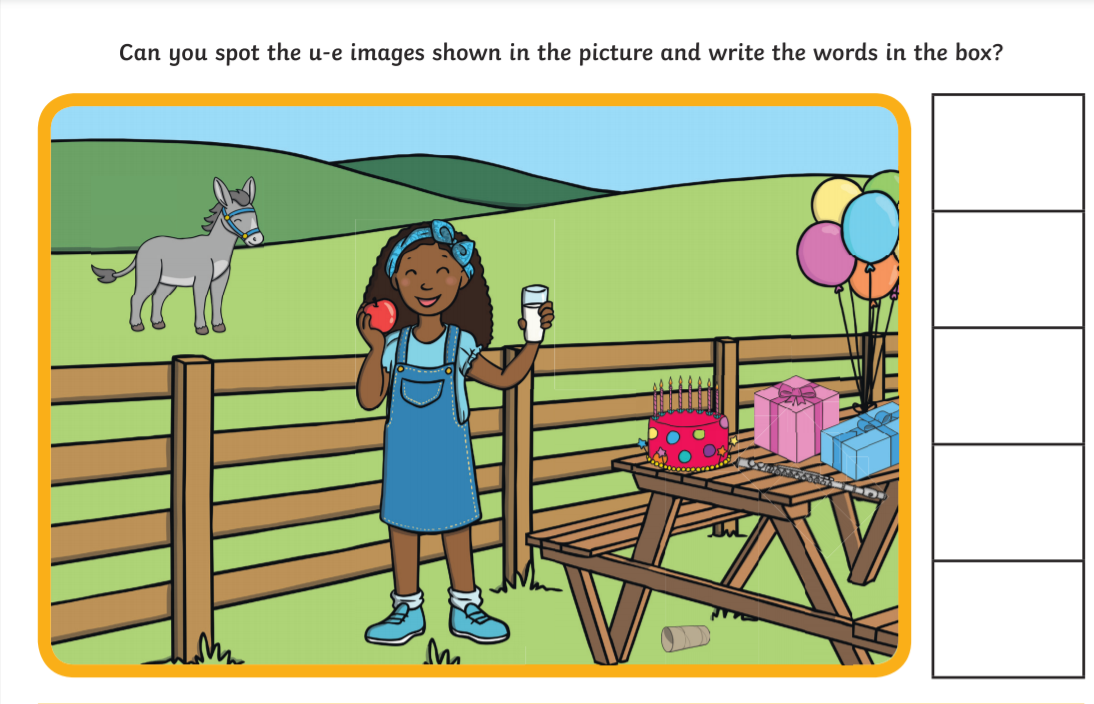 Can you spot the u-e images shown in the picture and write the words in the box?